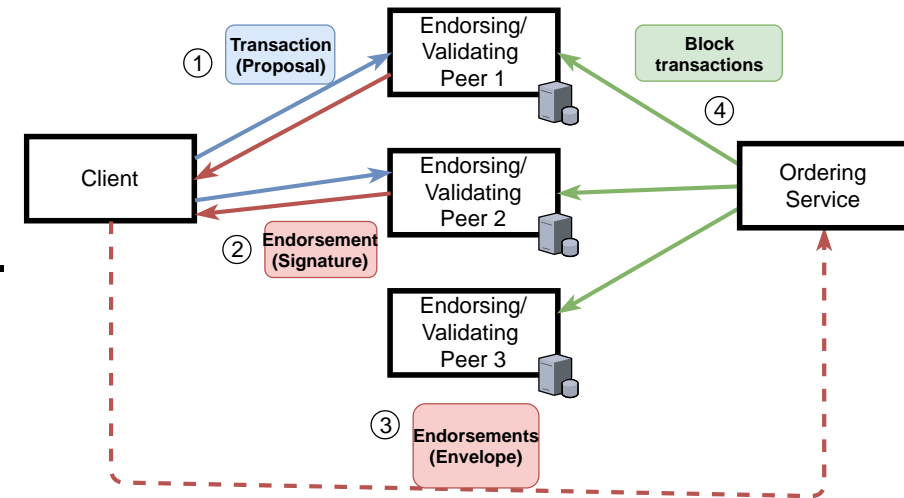 1
Transaction
(Proposal)
Endorsing/
Validating
Peer 1
Block
transactions
4
Client
Endorsing/
Validating
Peer 2
Ordering
Service
2
Endorsement
(Signature)
Endorsing/
Validating
Peer 3
3
Endorsements
(Envelope)